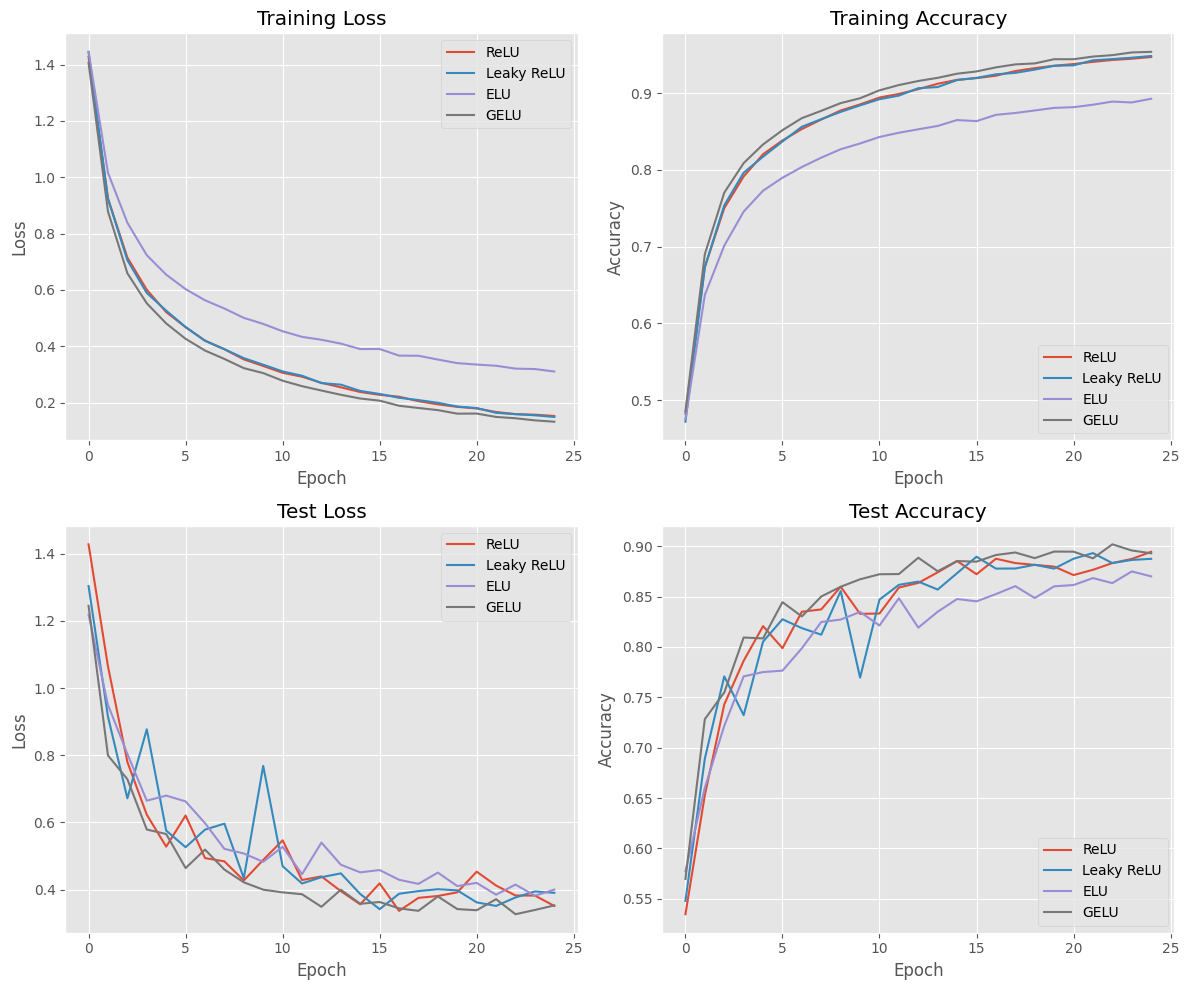 Training Loss
1.4
1.2
1.0
0.8
0.6
0.4
0.2
Loss
0
5
10
15
20
25
Epoch
ReLU
Leaky ReLU
ELU
GELU
Training Accuracy
0.9
0.8
0.7
0.6
0.5
Accuracy
0
5
10
15
20
25
Epoch
ReLU
Leaky ReLU
ELU
GELU
Test Loss
1.4
1.2
1.0
0.8
0.6
0.4
Loss
0
5
10
15
20
25
Epoch
ReLU
Leaky ReLU
ELU
GELU
Test Accuracy
0.90
0.85
0.80
0.75
0.70
0.65
0.60
0.55
Accuracy
0
5
10
15
20
25
Epoch
ReLU
Leaky ReLU
ELU
GELU